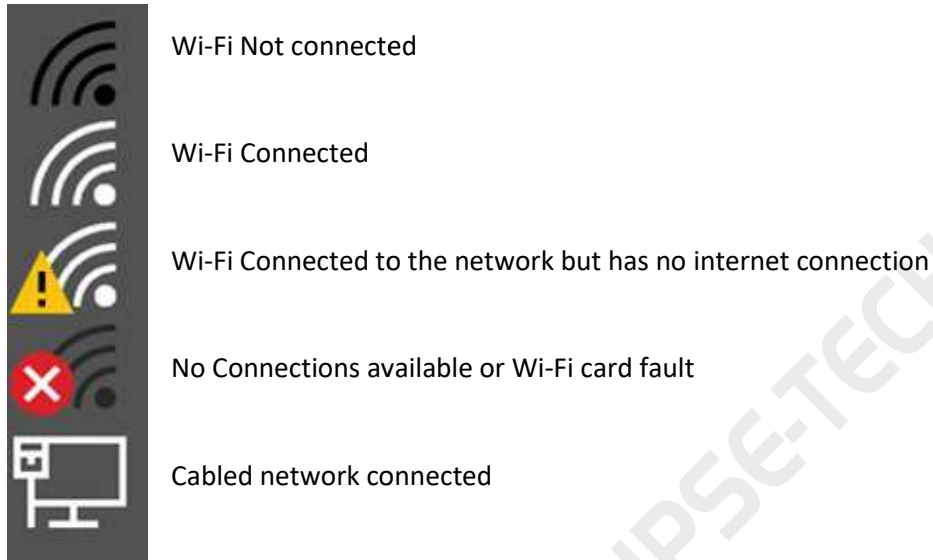 Wi-Fi Not connected
Wi-Fi Connected
Wi-Fi Connected to the network but has no internet connection
No Connections available or Wi-Fi card fault
Cabled network connected